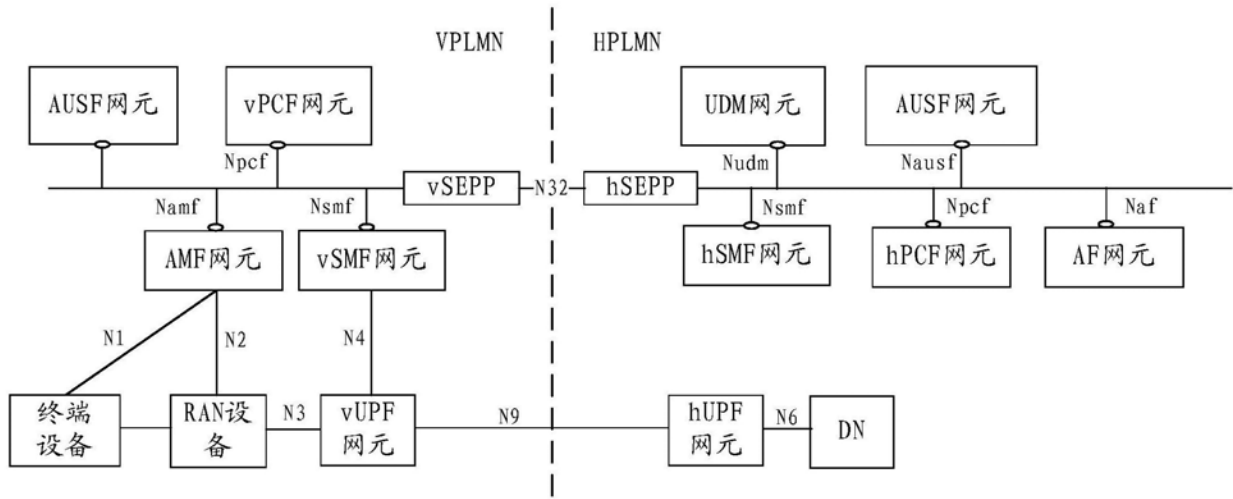 VPLMN
HPLMN
AUSF网元
vPCF网元
UDM网元
AUSF网元
Npcf
Nudm
Nausf
vSEPP
N32
hSEPP
Namf
Nsmf
Nsmf
Npcf
Naf
AMF网元
vSMF网元
hSMF网元
hPCF网元
AF网元
N1
N2
N4
终端
设备
RAN设
备
N3
vUPF
网元
N9
hUPF
网元
N6
DN